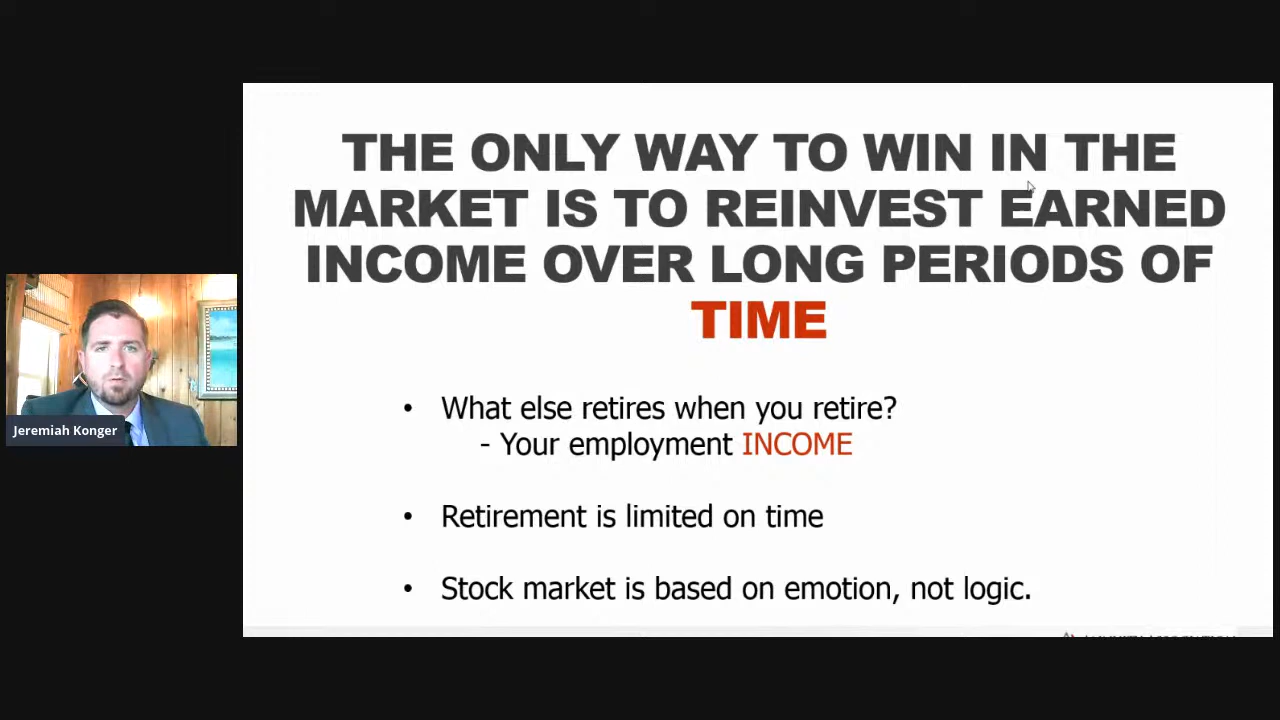 THE ONLY WAY TO WIN IN THE
MARKET IS TO REINVEST EARNED
INCOME OVER LONG PERIODS OF
TIME
• What else retires when you retire?
- Your employment INCOME
• Retirement is limited on time
• Stock market is based on emotion, not logic.
Jeremiah Konger